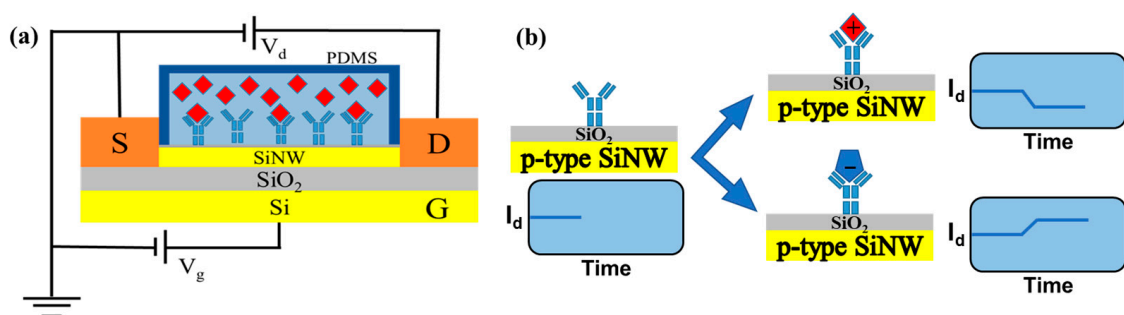 (a)
V_d
PDMS
S
D
SiNW
SiO₂
Si
G
V_g
(b)
SiO₂
p-type SiNW
I_d
Time
+
SiO₂
p-type SiNW
I_d
Time
-
SiO₂
p-type SiNW
I_d
Time